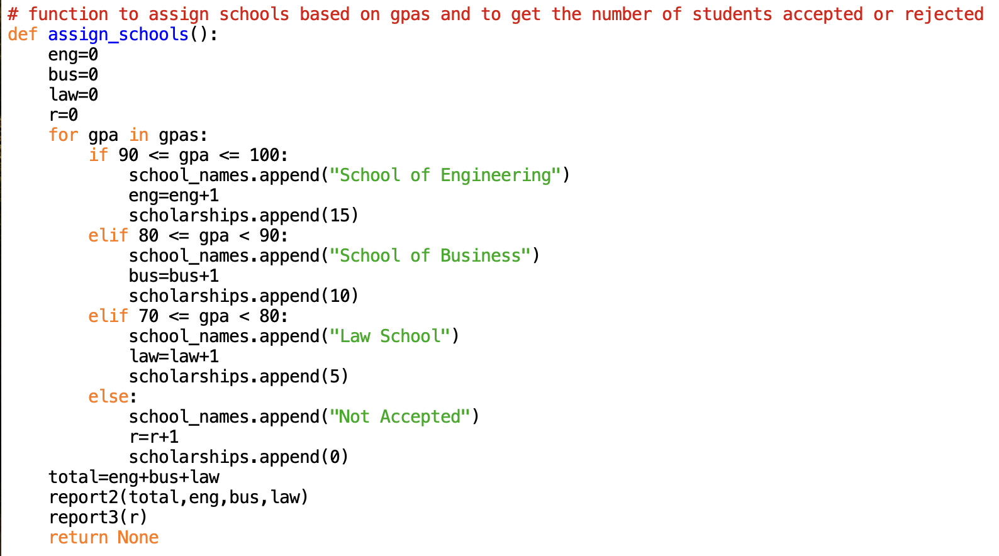 # function to assign schools based on gpas and to get the number of students accepted or rejected
def assign_schools():
    eng=0
    bus=0
    law=0
    r=0
    for gpa in gpas:
        if 90 <= gpa <= 100:
            school_names.append("School of Engineering")
            eng=eng+1
            scholarships.append(15)
        elif 80 <= gpa < 90:
            school_names.append("School of Business")
            bus=bus+1
            scholarships.append(10)
        elif 70 <= gpa < 80:
            school_names.append("Law School")
            law=law+1
            scholarships.append(5)
        else:
            school_names.append("Not Accepted")
            r=r+1
            scholarships.append(0)
    total=eng+bus+law
    report2(total,eng,bus,law)
    report3(r)
    return None